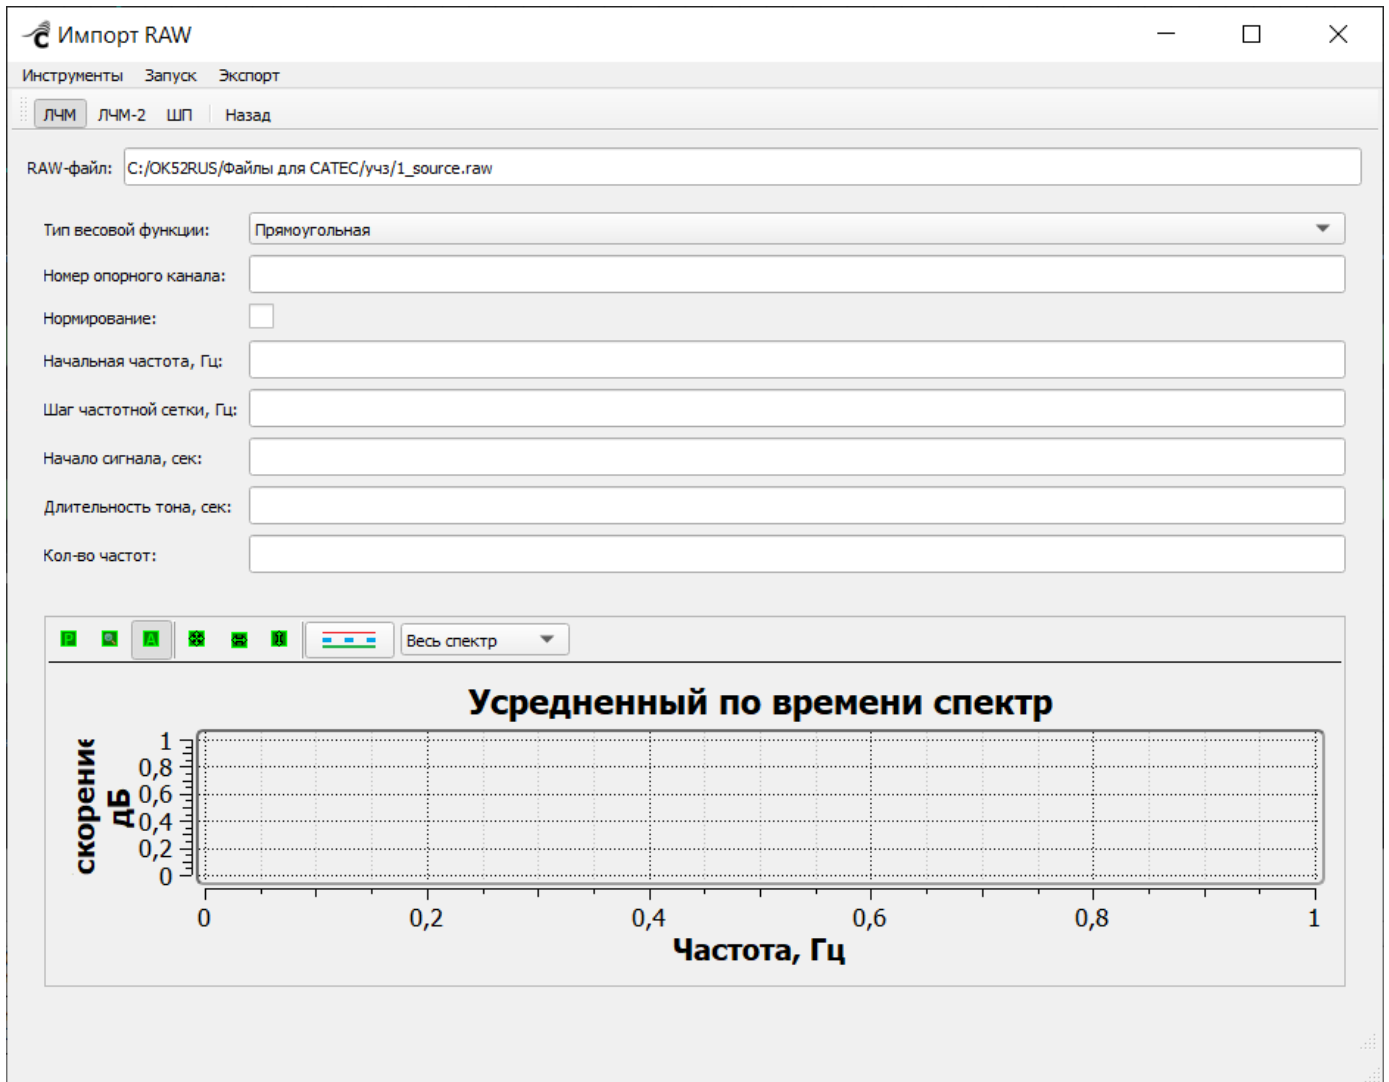 Импорт RAW
Инструменты Запуск Экспорт
ЛЧМ ЛЧМ-2 ШП Назад
RAW-файл: C:/OK52RUS/Файлы для CATEC/учз/1_source.raw
Тип весовой функции: Прямоугольная
Номер опорного канала:
Нормирование:
Начальная частота, Гц:
Шаг частотной сетки, Гц:
Начало сигнала, сек:
Длительность тона, сек:
Кол-во частот:
P A Весь спектр
Усредненный по времени спектр
скорение
дБ
1
0,8
0,6
0,4
0,2
0
0 0,2 0,4 0,6 0,8 1
Частота, Гц